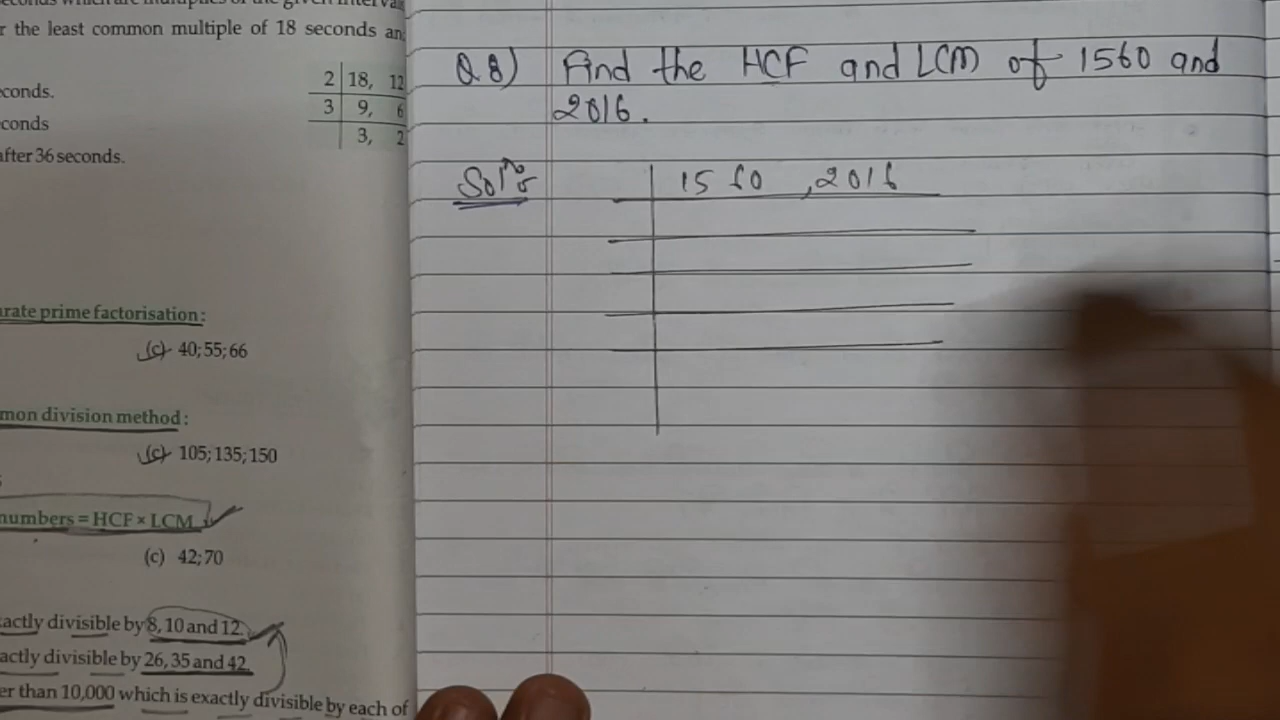 r the least common multiple of 18 seconds an
2 18, 12
conds.
3 9, 6
conds
3, 2
after 36 seconds.
rate prime factorisation:
(c) 40; 55; 66
mon division method:
(c) 105; 135; 150
numbers = HCF × LCM
(c) 42; 70
actly divisible by 8, 10 and 12
actly divisible by 26, 35 and 42.
er than 10,000 which is exactly divisible by each of
Q 8) Find the HCF and LCM of 1560 and
2016.
Soln 1560 , 2016